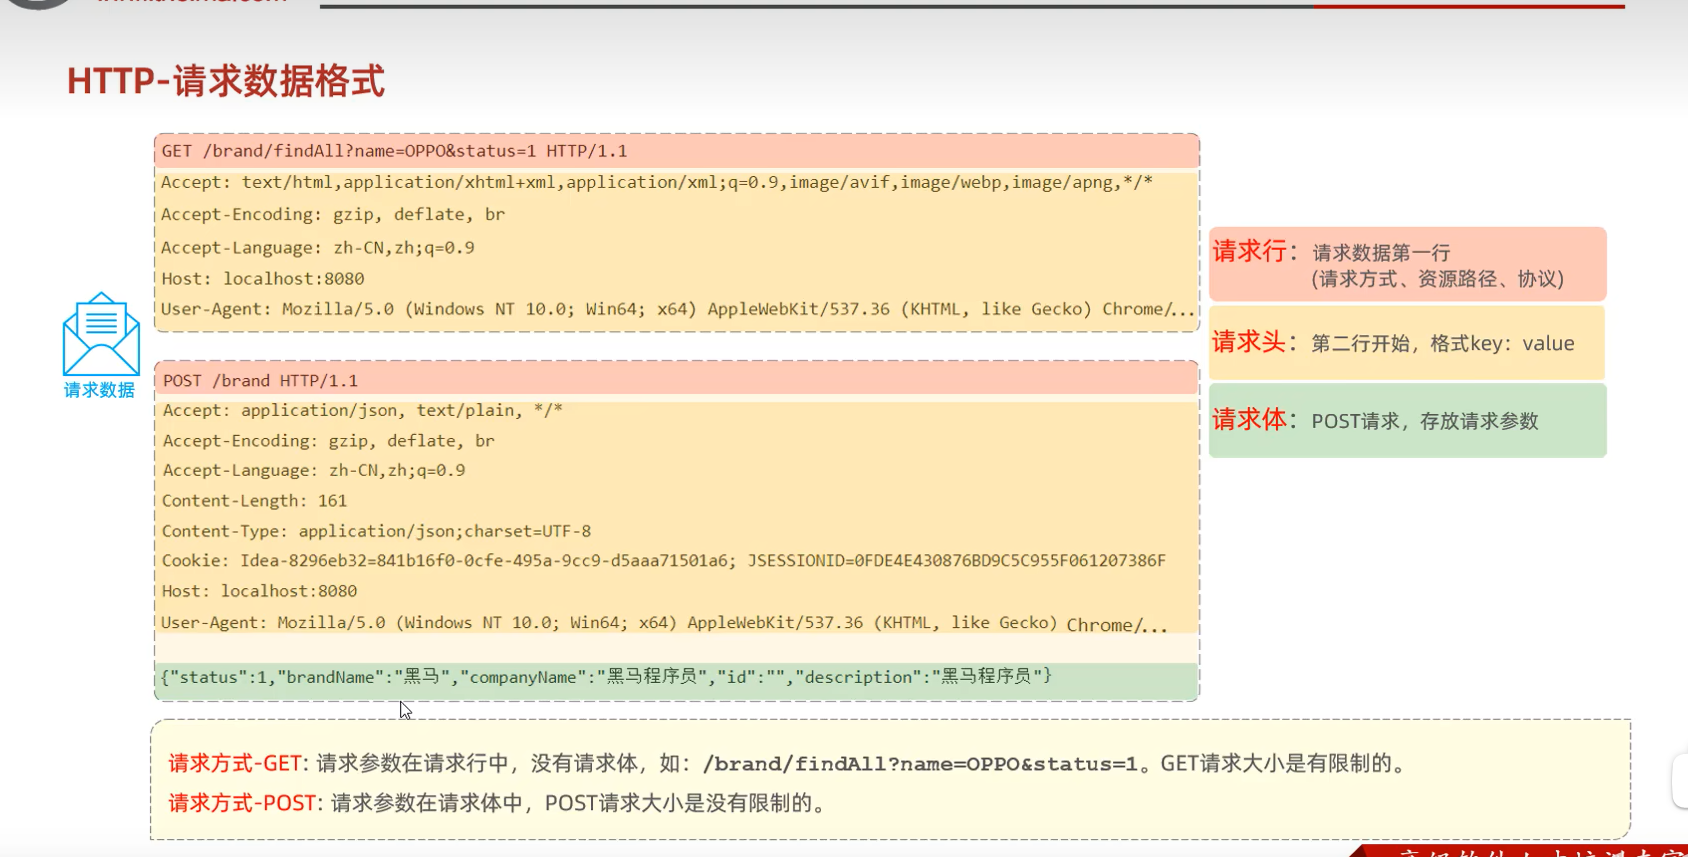 HTTP-请求数据格式
GET /brand/findAll?name=OPPO&status=1 HTTP/1.1
Accept: text/html,application/xhtml+xml,application/xml;q=0.9,image/avif,image/webp,image/apng,*/*
Accept-Encoding: gzip, deflate, br
Accept-Language: zh-CN,zh;q=0.9
Host: localhost:8080
User-Agent: Mozilla/5.0 (Windows NT 10.0; Win64; x64) AppleWebKit/537.36 (KHTML, like Gecko) Chrome/...
请求数据
POST /brand HTTP/1.1
Accept: application/json, text/plain, */*
Accept-Encoding: gzip, deflate, br
Accept-Language: zh-CN,zh;q=0.9
Content-Length: 161
Content-Type: application/json;charset=UTF-8
Cookie: Idea-8296eb32=841b16f0-0cfe-495a-9cc9-d5aaa71501a6; JSESSIONID=0FDE4E430876BD9C5C955F061207386F
Host: localhost:8080
User-Agent: Mozilla/5.0 (Windows NT 10.0; Win64; x64) AppleWebKit/537.36 (KHTML, like Gecko) Chrome/...
{"status":1,"brandName":"黑马","companyName":"黑马程序员","id":"","description":"黑马程序员"}
请求行：请求数据第一行
(请求方式、资源路径、协议)
请求头：第二行开始，格式key：value
请求体：POST请求，存放请求参数
请求方式-GET: 请求参数在请求行中，没有请求体，如：/brand/findAll?name=OPPO&status=1。GET请求大小是有限制的。
请求方式-POST: 请求参数在请求体中，POST请求大小是没有限制的。